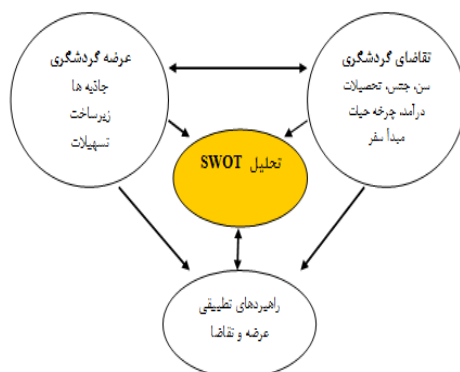 تقاضای گردشگری
سن، جنس، تحصیلات
درآمد، چرخه حیات
مبدأ سفر
عرضه گردشگری
جاذبه ها
زیرساخت
تسهیلات
تحلیل SWOT
راهبردهای تطبیقی
عرضه و تقاضا